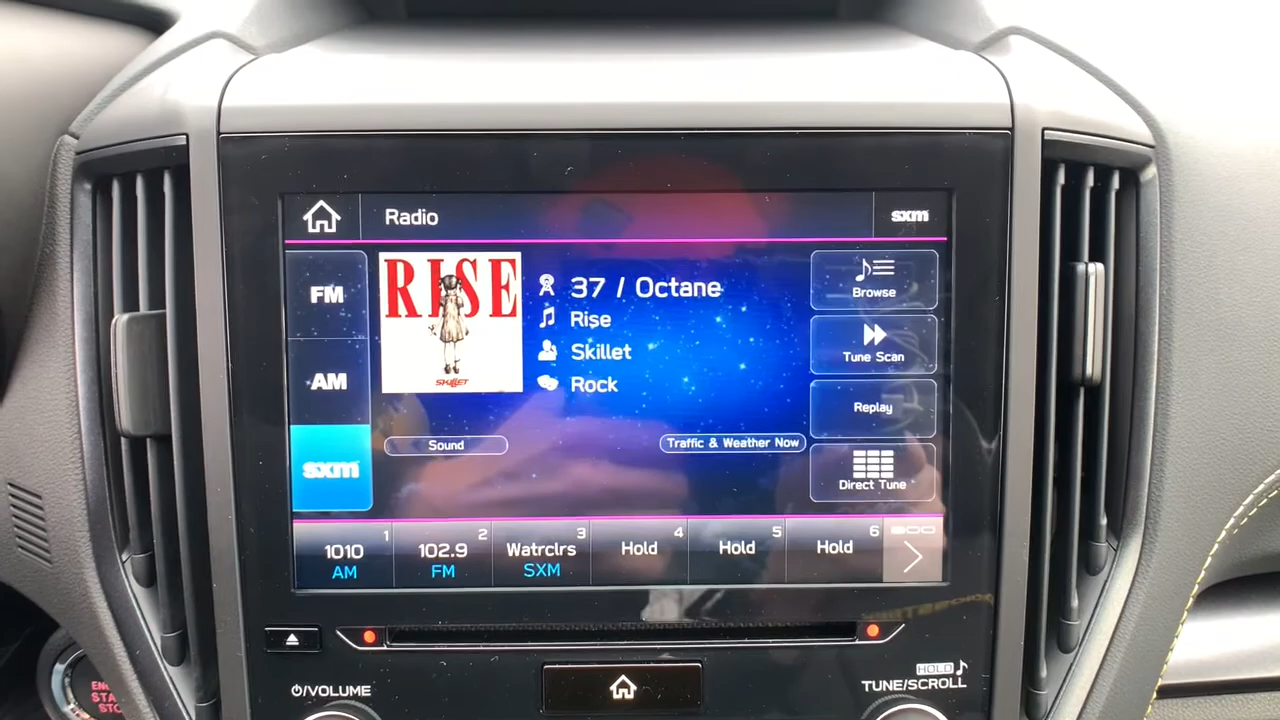 Radio
sxm
FM
AM
sxm
RISE
SKILLET
37 / Octane
Rise
Skillet
Rock
Sound
Traffic & Weather Now
Browse
Tune Scan
Replay
Direct Tune
1
1010
AM
2
102.9
FM
3
Watrclrs
SXM
4
Hold
5
Hold
6
Hold
VOLUME
HOLD
TUNE/SCROLL